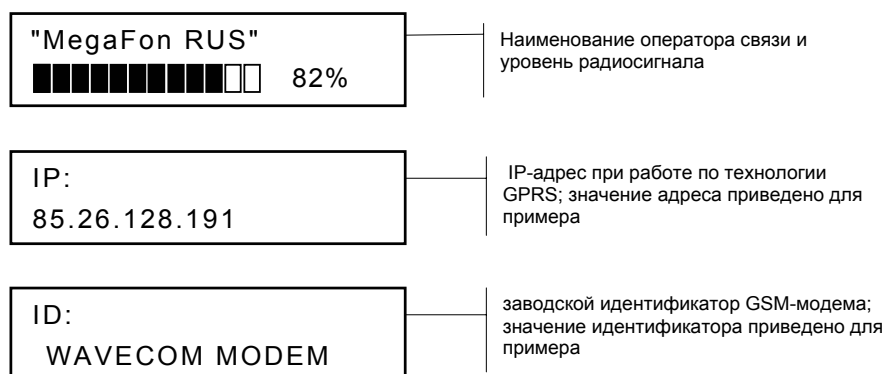 "MegaFon RUS"
82%
Наименование оператора связи и
уровень радиосигнала
IP:
85.26.128.191
IP-адрес при работе по технологии
GPRS; значение адреса приведено для
примера
ID:
WAVECOM MODEM
заводской идентификатор GSM-модема;
значение идентификатора приведено для
примера